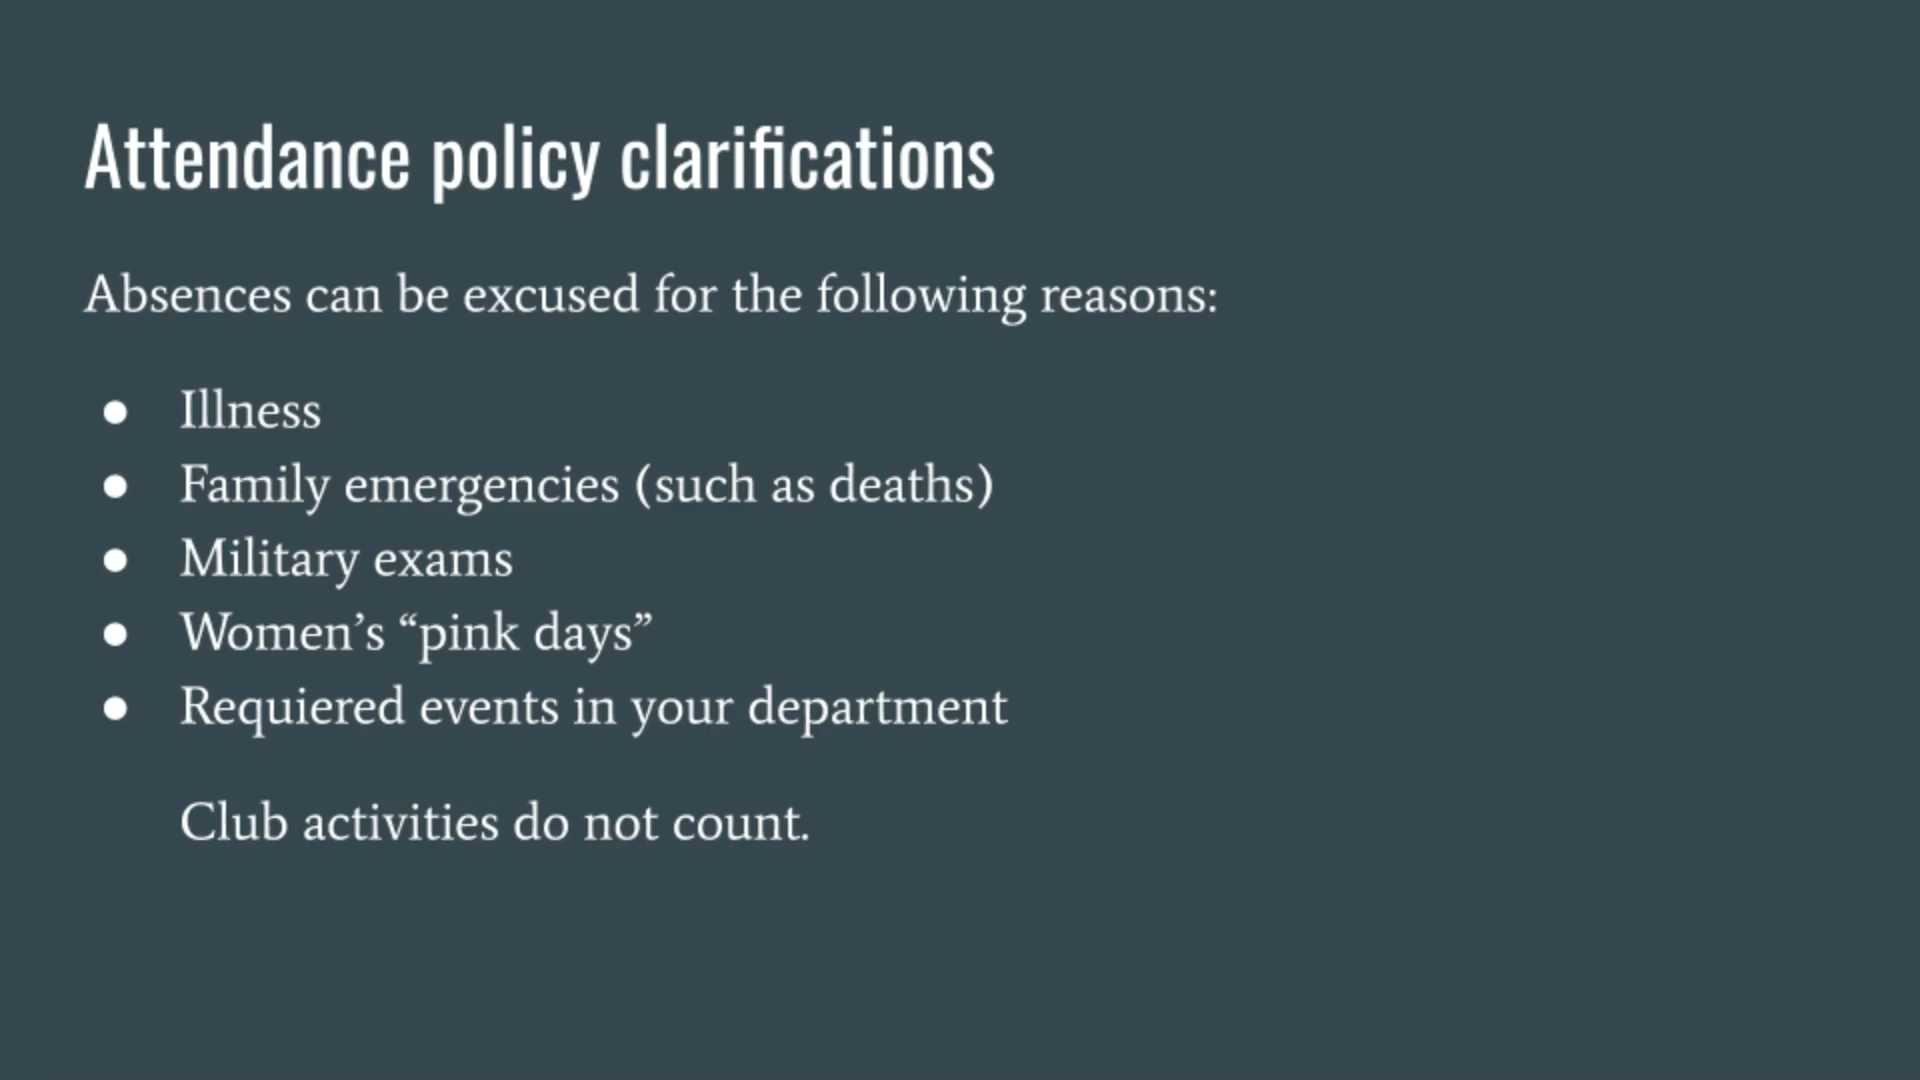 Attendance policy clarifications
Absences can be excused for the following reasons:
● Illness
● Family emergencies (such as deaths)
● Military exams
● Women’s “pink days”
● Requiered events in your department
Club activities do not count.